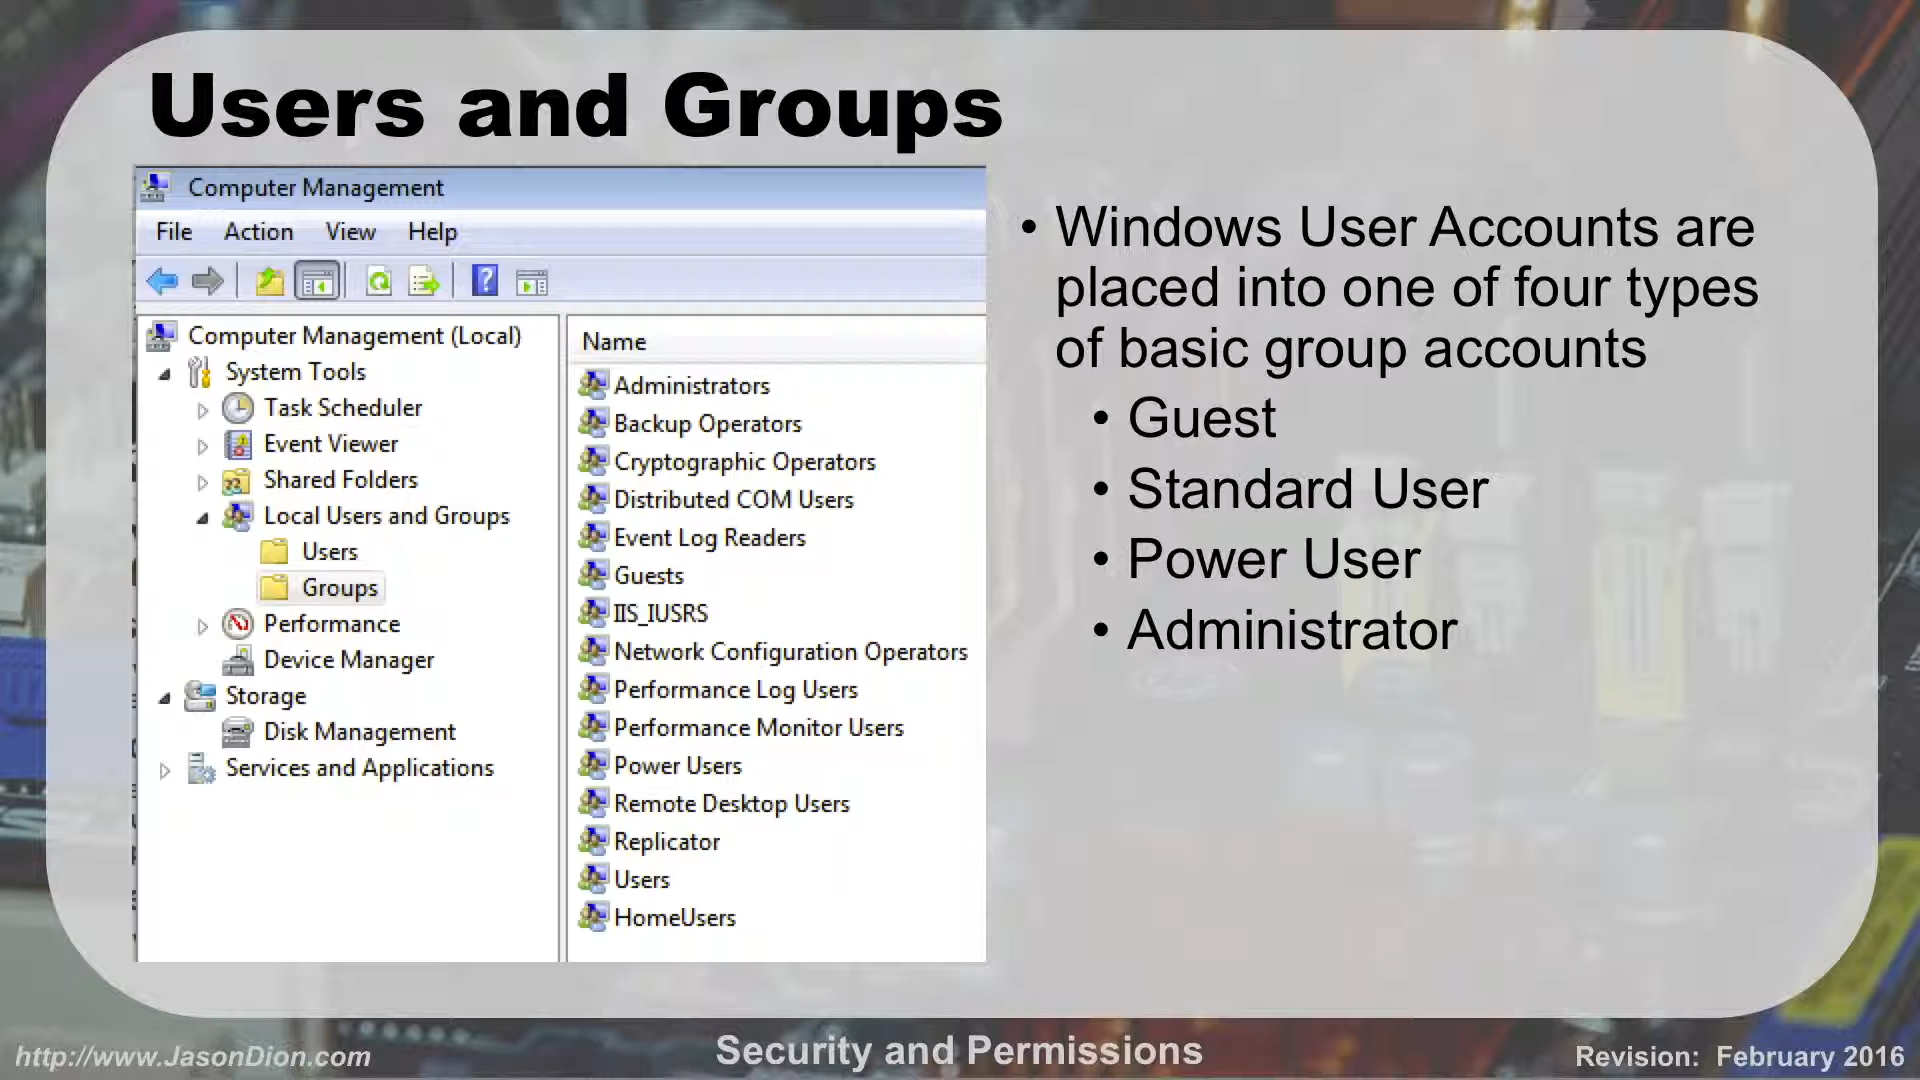 Users and Groups
Computer Management
File Action View Help
Computer Management (Local)
System Tools
Task Scheduler
Event Viewer
Shared Folders
Local Users and Groups
Users
Groups
Performance
Device Manager
Storage
Disk Management
Services and Applications
Name
Administrators
Backup Operators
Cryptographic Operators
Distributed COM Users
Event Log Readers
Guests
IIS_IUSRS
Network Configuration Operators
Performance Log Users
Performance Monitor Users
Power Users
Remote Desktop Users
Replicator
Users
HomeUsers
• Windows User Accounts are
placed into one of four types
of basic group accounts
• Guest
• Standard User
• Power User
• Administrator
http://www.JasonDion.com
Security and Permissions
Revision: February 2016